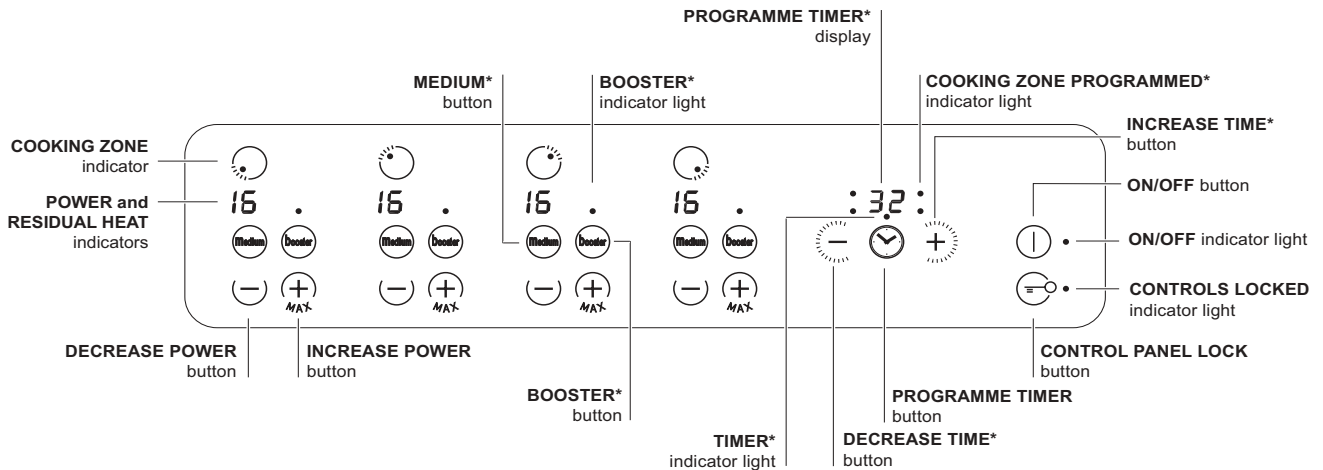 PROGRAMME TIMER*
display
MEDIUM*
button
BOOSTER*
indicator light
COOKING ZONE PROGRAMMED*
indicator light
INCREASE TIME*
button
COOKING ZONE
indicator
ON/OFF button
POWER and
RESIDUAL HEAT
indicators
16
16
16
16
32
Medium
booster
Medium
booster
Medium
booster
Medium
booster
ON/OFF indicator light
MAX
MAX
MAX
MAX
CONTROLS LOCKED
indicator light
DECREASE POWER
button
INCREASE POWER
button
CONTROL PANEL LOCK
button
BOOSTER*
button
PROGRAMME TIMER
button
TIMER*
indicator light
DECREASE TIME*
button